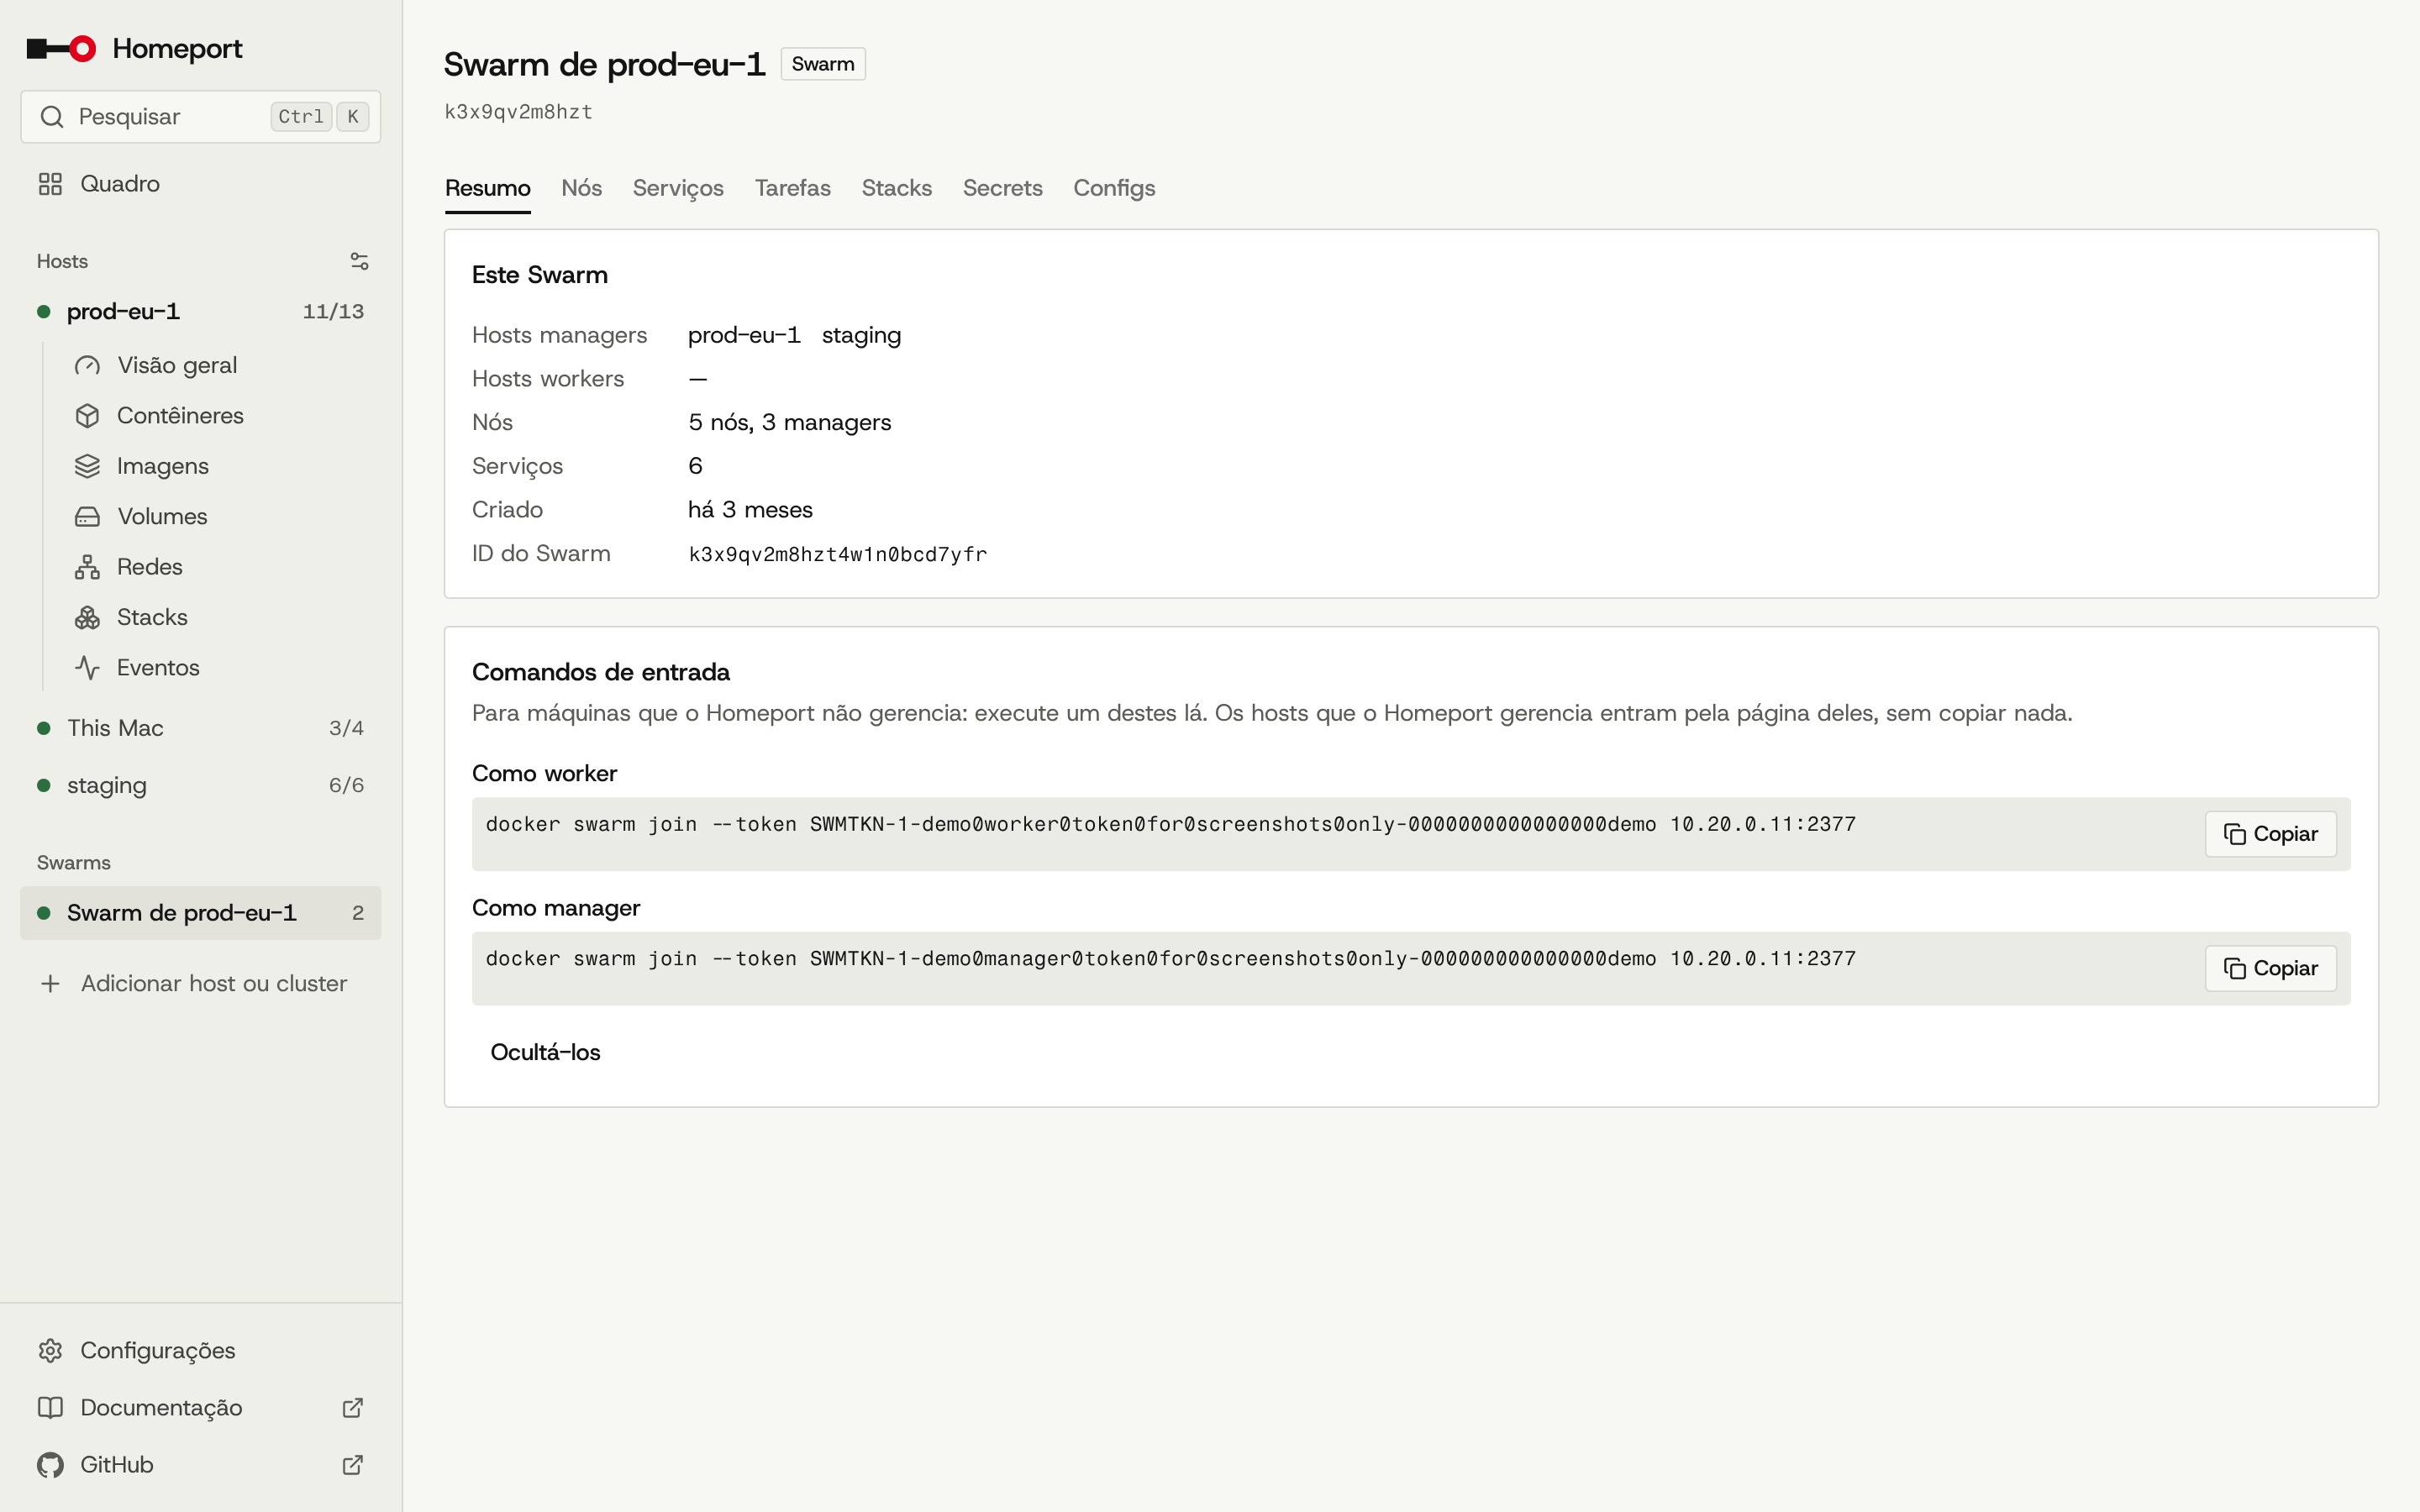 Homeport
Pesquisar Ctrl K
Quadro
Hosts
prod-eu-1 11/13
Visão geral
Contêineres
Imagens
Volumes
Redes
Stacks
Eventos
This Mac 3/4
staging 6/6
Swarms
Swarm de prod-eu-1 2
Adicionar host ou cluster
Configurações
Documentação
GitHub
Swarm de prod-eu-1 Swarm
k3x9qv2m8hzt
Resumo Nós Serviços Tarefas Stacks Secrets Configs
Este Swarm
Hosts managers prod-eu-1 staging
Hosts workers —
Nós 5 nós, 3 managers
Serviços 6
Criado há 3 meses
ID do Swarm k3x9qv2m8hzt4w1n0bcd7yfr
Comandos de entrada
Para máquinas que o Homeport não gerencia: execute um destes lá. Os hosts que o Homeport gerencia entram pela página deles, sem copiar nada.
Como worker
docker swarm join --token SWMTKN-1-demo0worker0token0for0screenshots0only-0000000000000000demo 10.20.0.11:2377
Copiar
Como manager
docker swarm join --token SWMTKN-1-demo0manager0token0for0screenshots0only-000000000000000demo 10.20.0.11:2377
Copiar
Ocultá-los